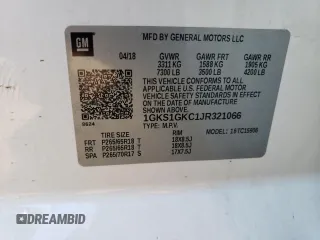 GM
MFD BY GENERAL MOTORS LLC
04/18 GVWR GAWR FRT GAWR RR
3311 KG 1588 KG 1905 KG
7300 LB 3500 LB 4200 LB
THIS VEHICLE CONFORMS TO ALL APPLICABLE U.S. FEDERAL MOTOR VEHICLE SAFETY AND THEFT PREVENTION STANDARDS IN EFFECT ON THE DATE OF MANUFACTURE SHOWN ABOVE.
1GKS1GKC1JR321066
TYPE: M.P.V. MODEL:
TIRE SIZE RIM
FRT P265/65R18 T 18X8.5J
RR P265/65R18 T 18X8.5J
SPA P265/70R17 S 17X7.5J